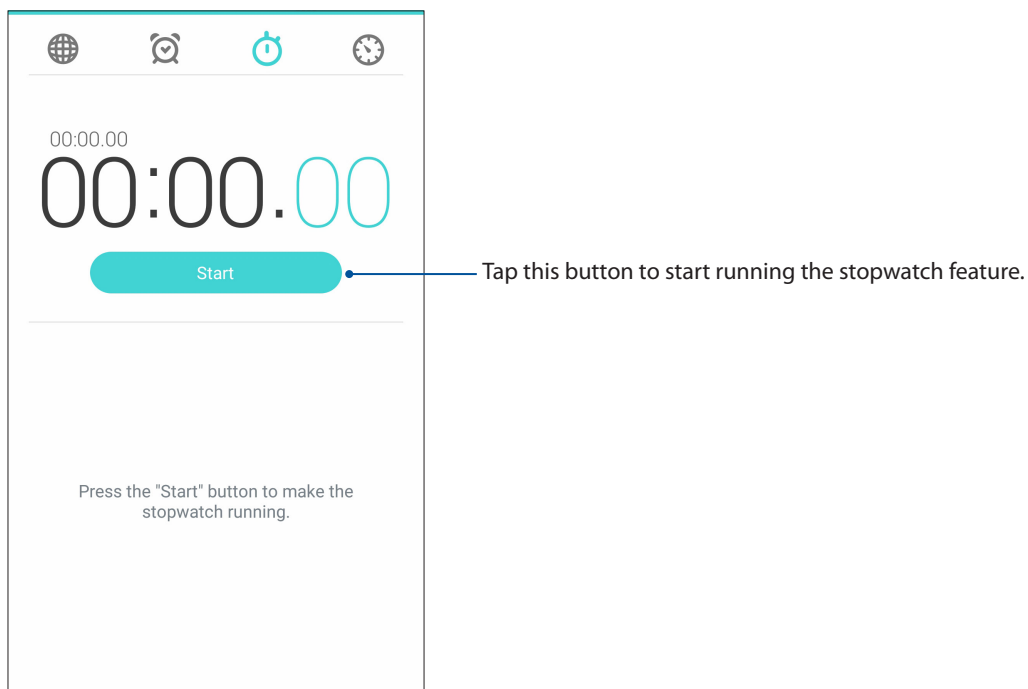 00:00.00
00:00.00
Start
Tap this button to start running the stopwatch feature.
Press the "Start" button to make the
stopwatch running.